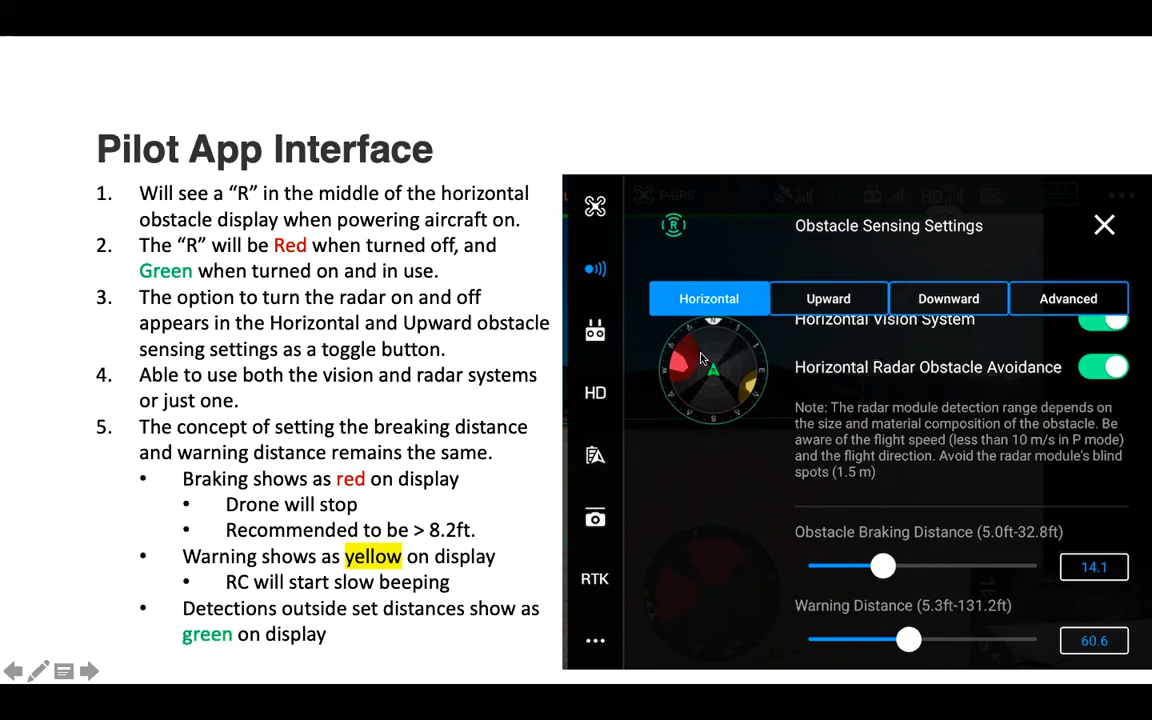 Pilot App Interface
1. Will see a “R” in the middle of the horizontal
obstacle display when powering aircraft on.
2. The “R” will be Red when turned off, and
Green when turned on and in use.
3. The option to turn the radar on and off
appears in the Horizontal and Upward obstacle
sensing settings as a toggle button.
4. Able to use both the vision and radar systems
or just one.
5. The concept of setting the breaking distance
and warning distance remains the same.
• Braking shows as red on display
• Drone will stop
• Recommended to be > 8.2ft.
• Warning shows as yellow on display
• RC will start slow beeping
• Detections outside set distances show as
green on display
P-GPS
HD
R
Obstacle Sensing Settings
Horizontal Upward Downward Advanced
Horizontal Vision System
Horizontal Radar Obstacle Avoidance
Note: The radar module detection range depends on
the size and material composition of the obstacle. Be
aware of the flight speed (less than 10 m/s in P mode)
and the flight direction. Avoid the radar module's blind
spots (1.5 m)
Obstacle Braking Distance (5.0ft-32.8ft)
14.1
Warning Distance (5.3ft-131.2ft)
60.6
HD
RTK
N
E
S
W